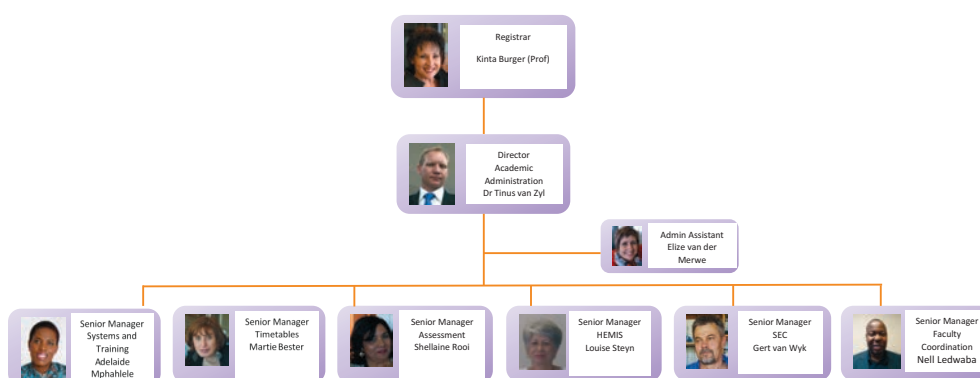 Registrar
Kinta Burger (Prof)
Director
Academic
Administration
Dr Tinus van Zyl
Admin Assistant
Elize van der
Merwe
Senior Manager
Systems and
Training
Adelaide
Mphahlele
Senior Manager
Timetables
Martie Bester
Senior Manager
Assessment
Shellaine Rooi
Senior Manager
HEMIS
Louise Steyn
Senior Manager
SEC
Gert van Wyk
Senior Manager
Faculty
Coordination
Nell Ledwaba